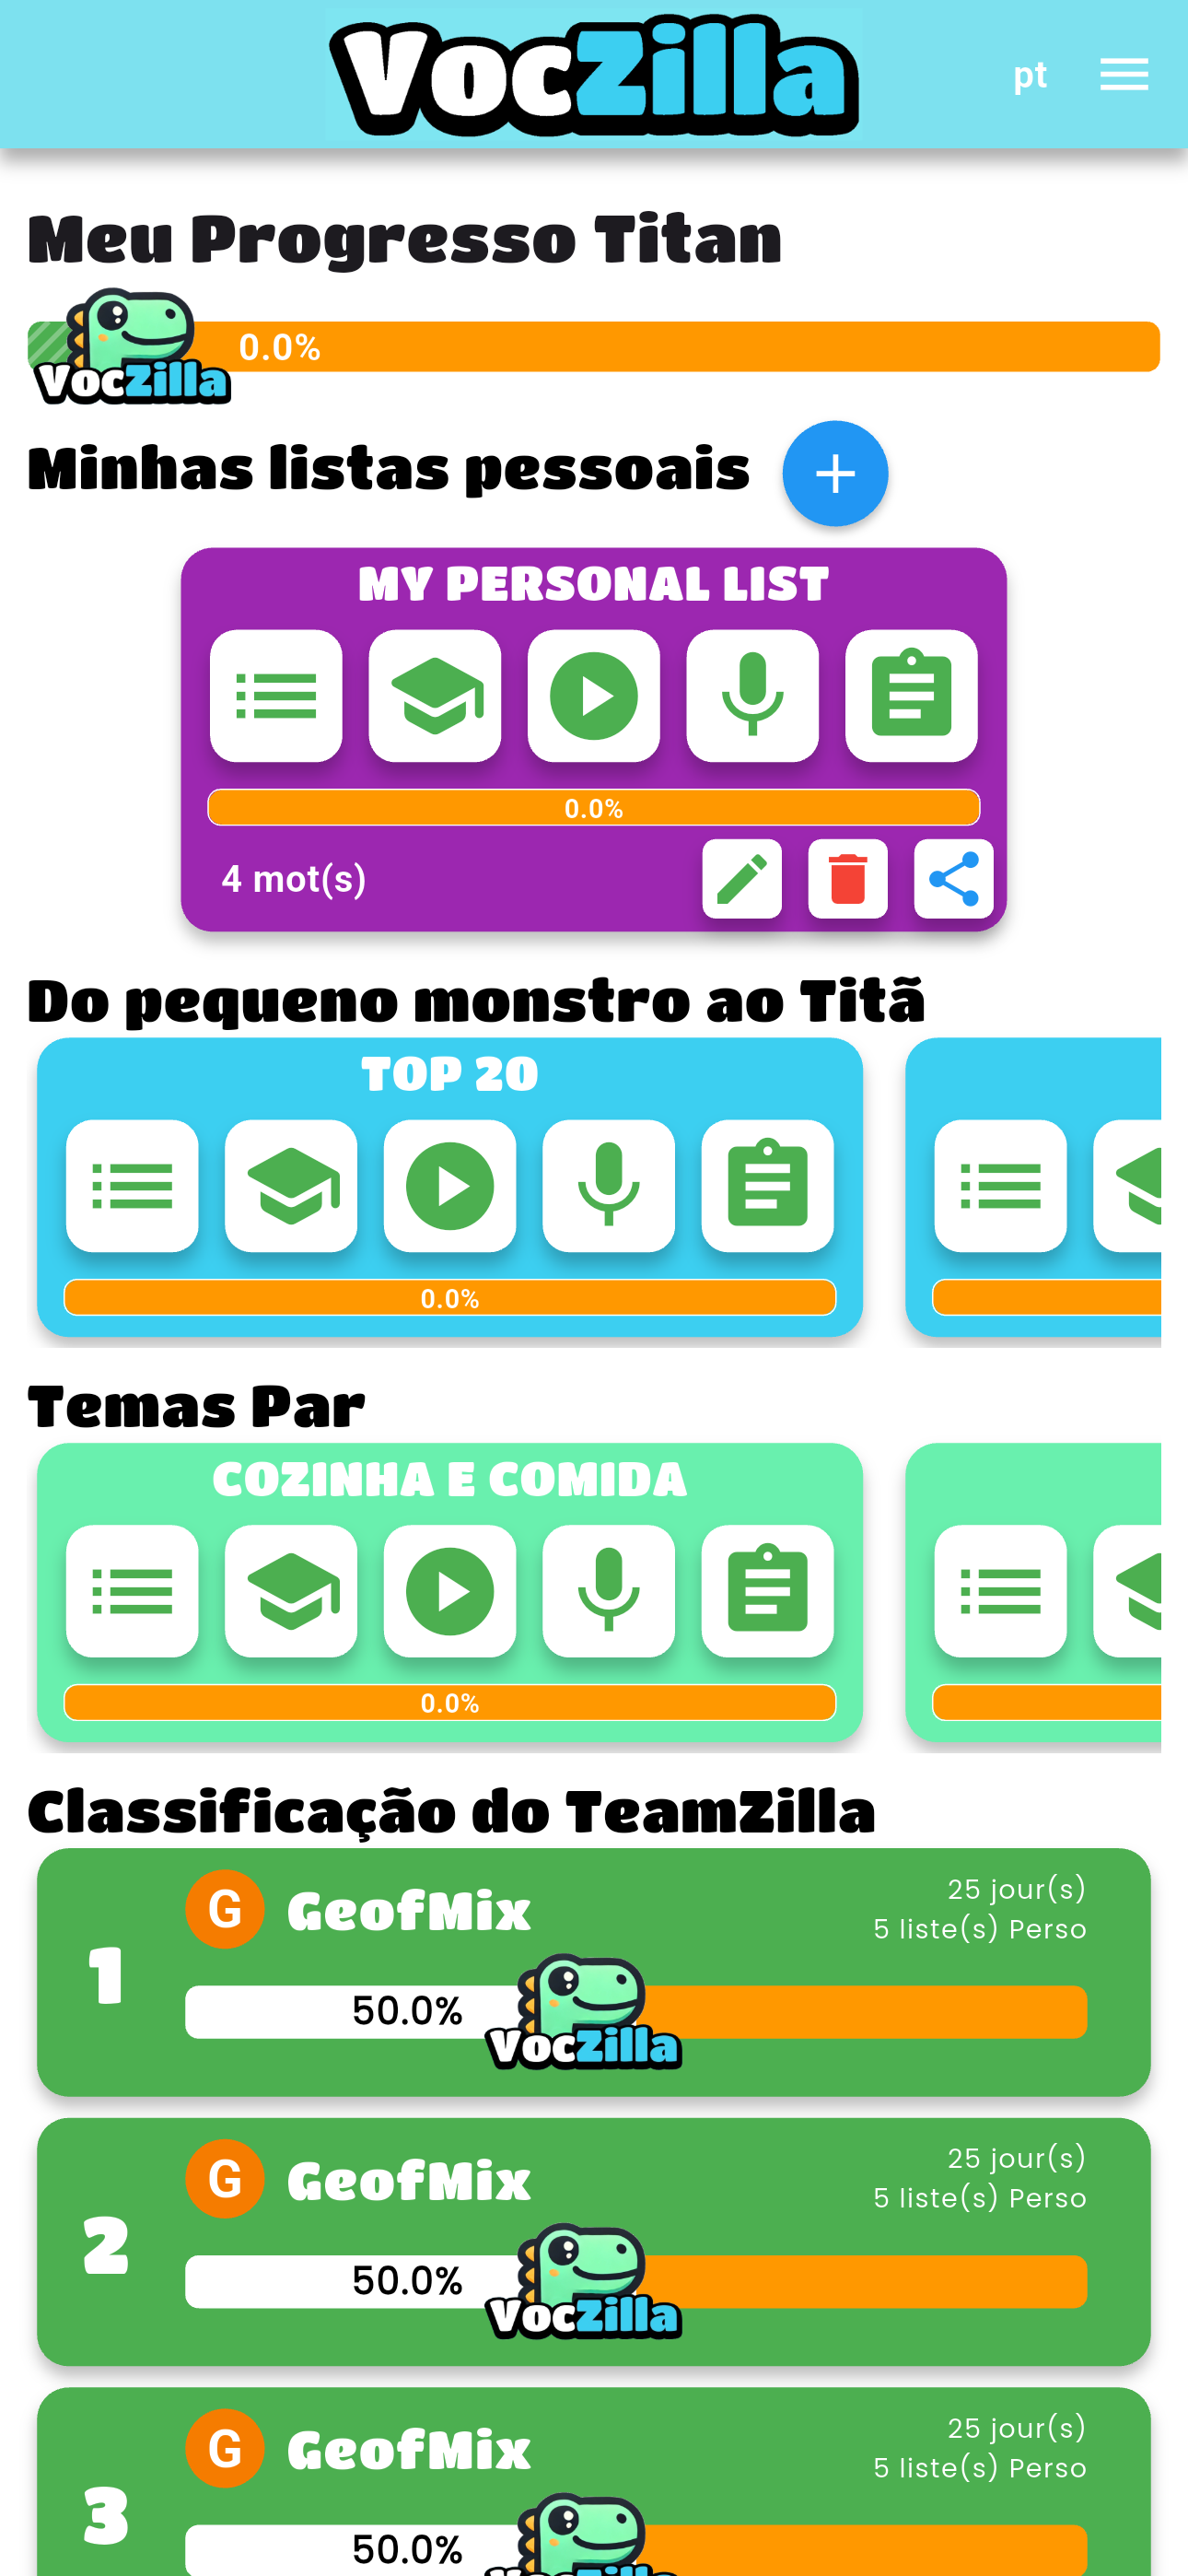 VocZilla
pt
Meu Progresso Titan
0.0%
VocZilla
Minhas listas pessoais
MY PERSONAL LIST
0.0%
4 mot(s)
Do pequeno monstro ao Titã
TOP 20
0.0%
Temas Par
COZINHA E COMIDA
0.0%
Classificação do TeamZilla
1
G
GeofMix
25 jour(s)
5 liste(s) Perso
50.0%
VocZilla
2
G
GeofMix
25 jour(s)
5 liste(s) Perso
50.0%
VocZilla
3
G
GeofMix
25 jour(s)
5 liste(s) Perso
50.0%